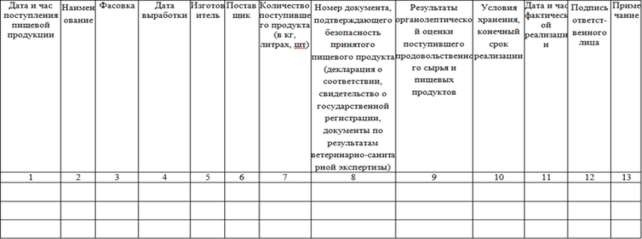 Дата и час
поступления
пищевой
продукции
Наимен
ование
Фасовка
Дата
выработки
Изготов
итель
Постав
щик
Количество
поступивше
го продукта
(в кг,
литрах, шт)
Номер документа,
подтверждающего
безопасность
принятого
пищевого продукта
(декларация о
соответствии,
свидетельство о
государственной
регистрации,
документы по
результатам
ветеринарно-санита
рной экспертизы)
Результаты
органолептическо
й оценки
поступившего
продовольственно
го сырья и
пищевых
продуктов
Условия
хранения,
конечный
срок
реализации
Дата и час
фактическ
ой
реализаци
и
Подпись
ответст-
венного
лица
Приме
чание
1 2 3 4 5 6 7 8 9 10 11 12 13